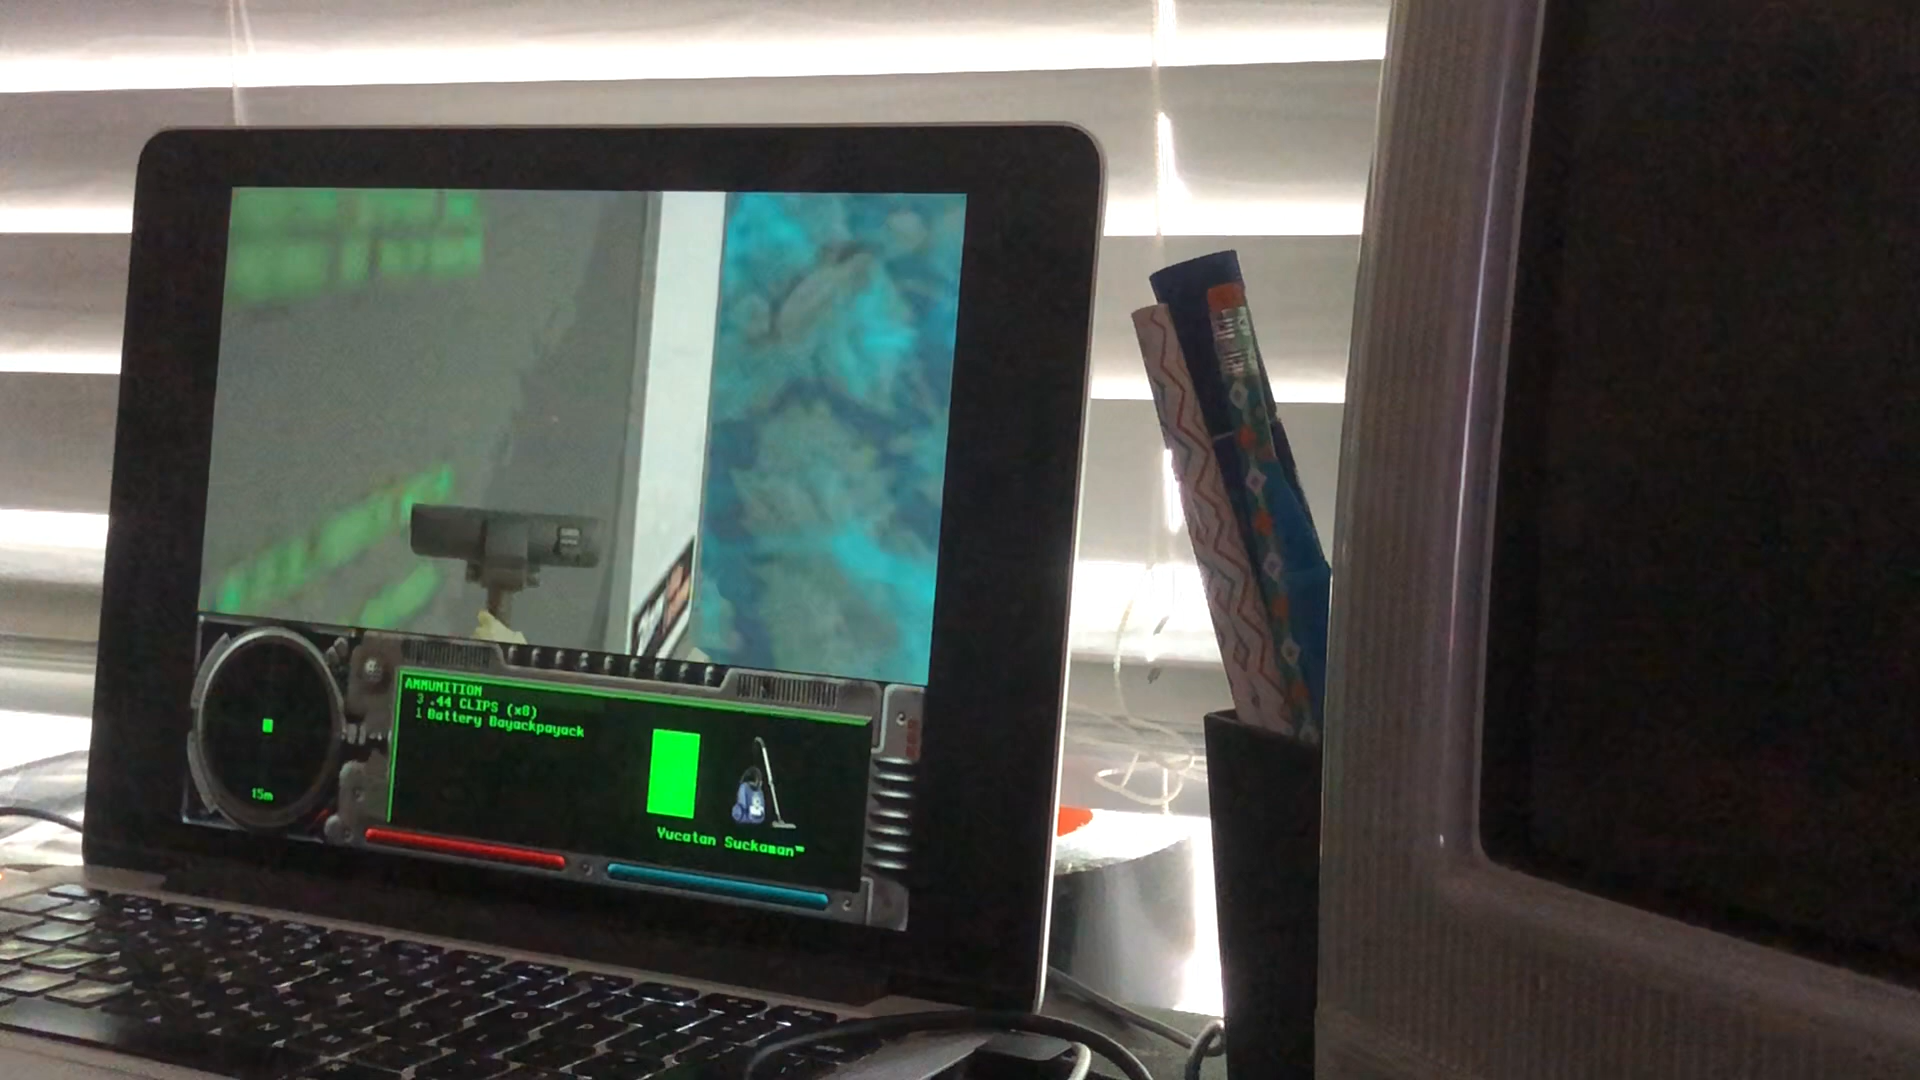 AMMUNITION
3 .44 CLIPS (x8)
1 Battery Bayackpayack
15m
Yucatan Suckaman™